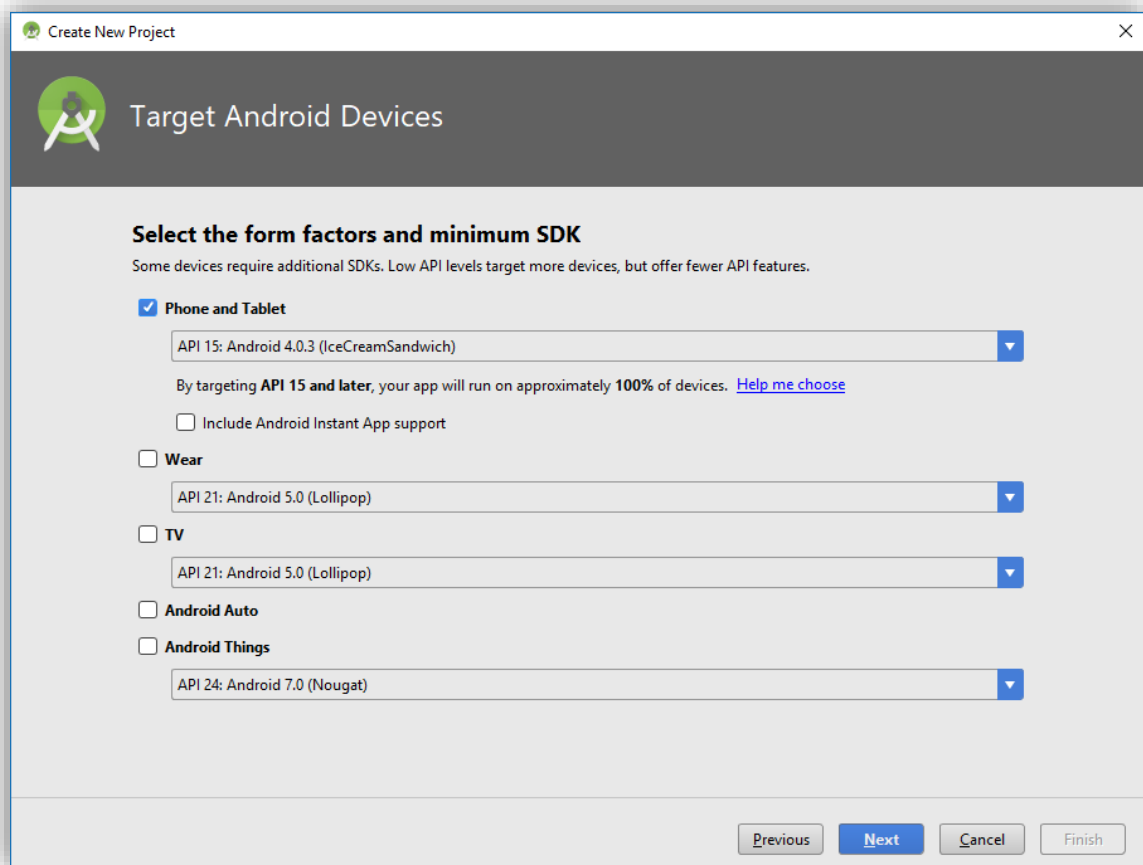 Create New Project
Target Android Devices
Select the form factors and minimum SDK
Some devices require additional SDKs. Low API levels target more devices, but offer fewer API features.
Phone and Tablet
API 15: Android 4.0.3 (IceCreamSandwich)
By targeting API 15 and later, your app will run on approximately 100% of devices. Help me choose
Include Android Instant App support
Wear
API 21: Android 5.0 (Lollipop)
TV
API 21: Android 5.0 (Lollipop)
Android Auto
Android Things
API 24: Android 7.0 (Nougat)
Previous Next Cancel Finish